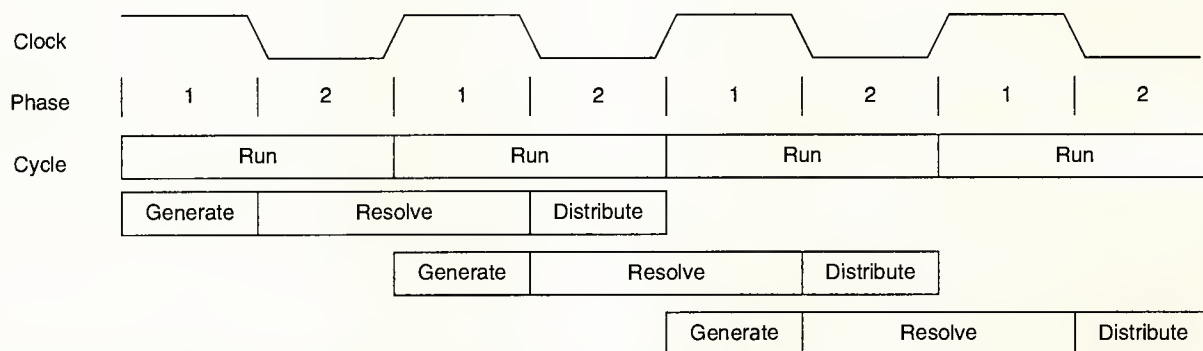 Clock
Phase 1 2 1 2 1 2 1 2
Cycle Run Run Run Run
Generate Resolve Distribute
Generate Resolve Distribute
Generate Resolve Distribute